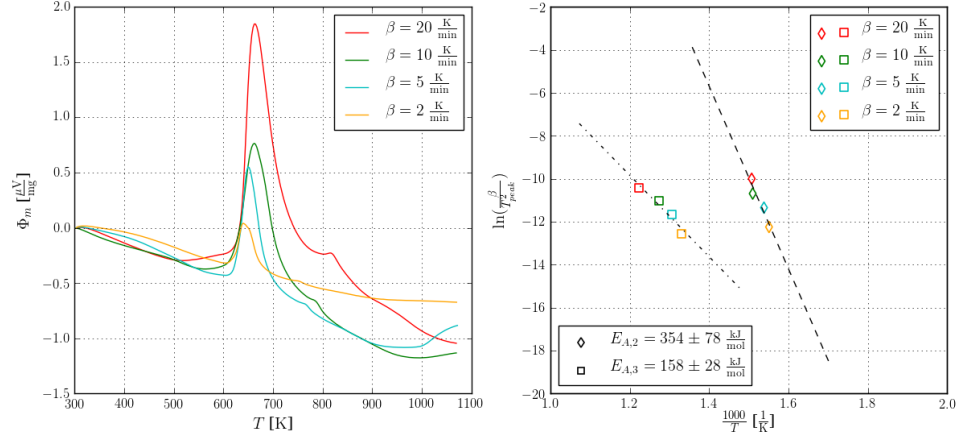 2.0
1.5
1.0
0.5
0.0
−0.5
−1.0
−1.5
300 400 500 600 700 800 900 1000 1100
T [K]
Φ_m [μV/mg]
β = 20 K/min
β = 10 K/min
β = 5 K/min
β = 2 K/min
−2
−4
−6
−8
−10
−12
−14
−16
−18
−20
1.0 1.2 1.4 1.6 1.8 2.0
1000/T [1/K]
ln(β/T²_peak)
β = 20 K/min
β = 10 K/min
β = 5 K/min
β = 2 K/min
E_A,2 = 354 ± 78 kJ/mol
E_A,3 = 158 ± 28 kJ/mol